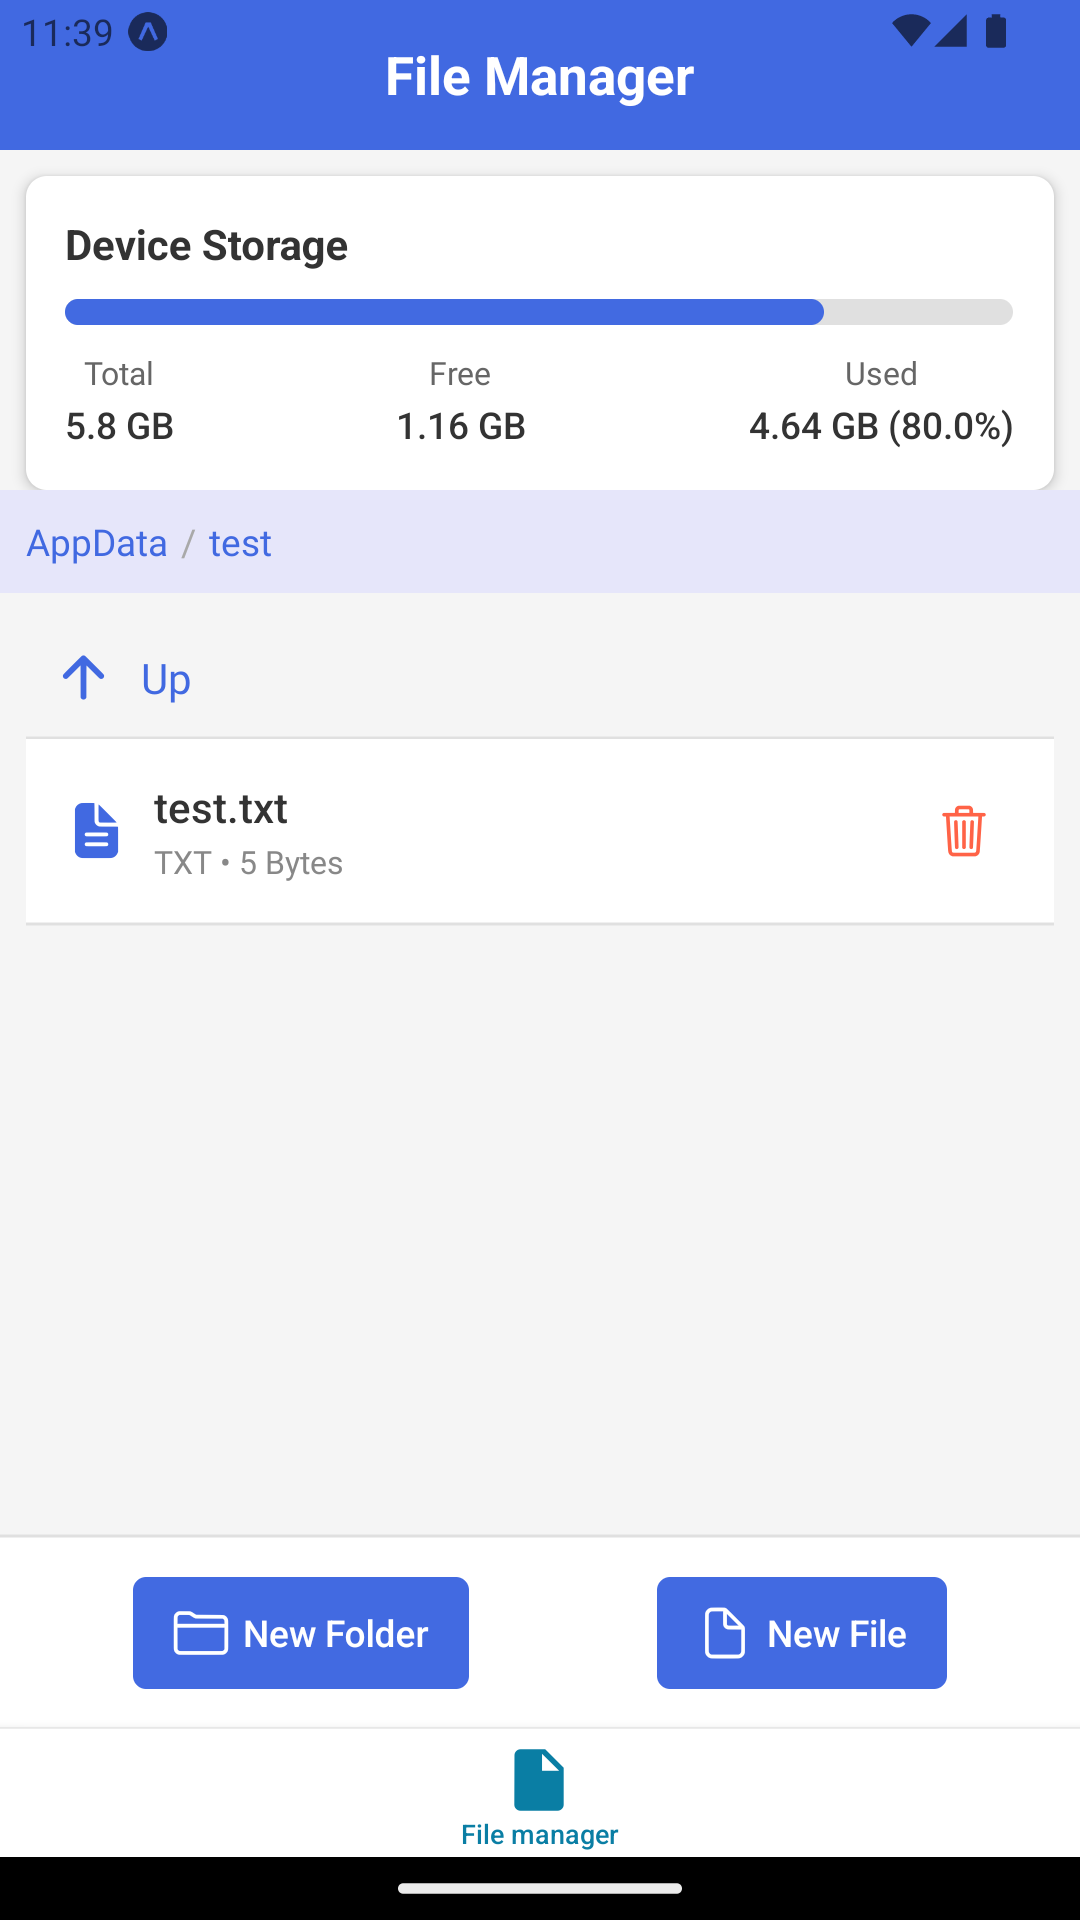 11:39
File Manager
Device Storage
Total Free Used
5.8 GB 1.16 GB 4.64 GB (80.0%)
AppData / test
Up
test.txt
TXT • 5 Bytes
New Folder New File
File manager